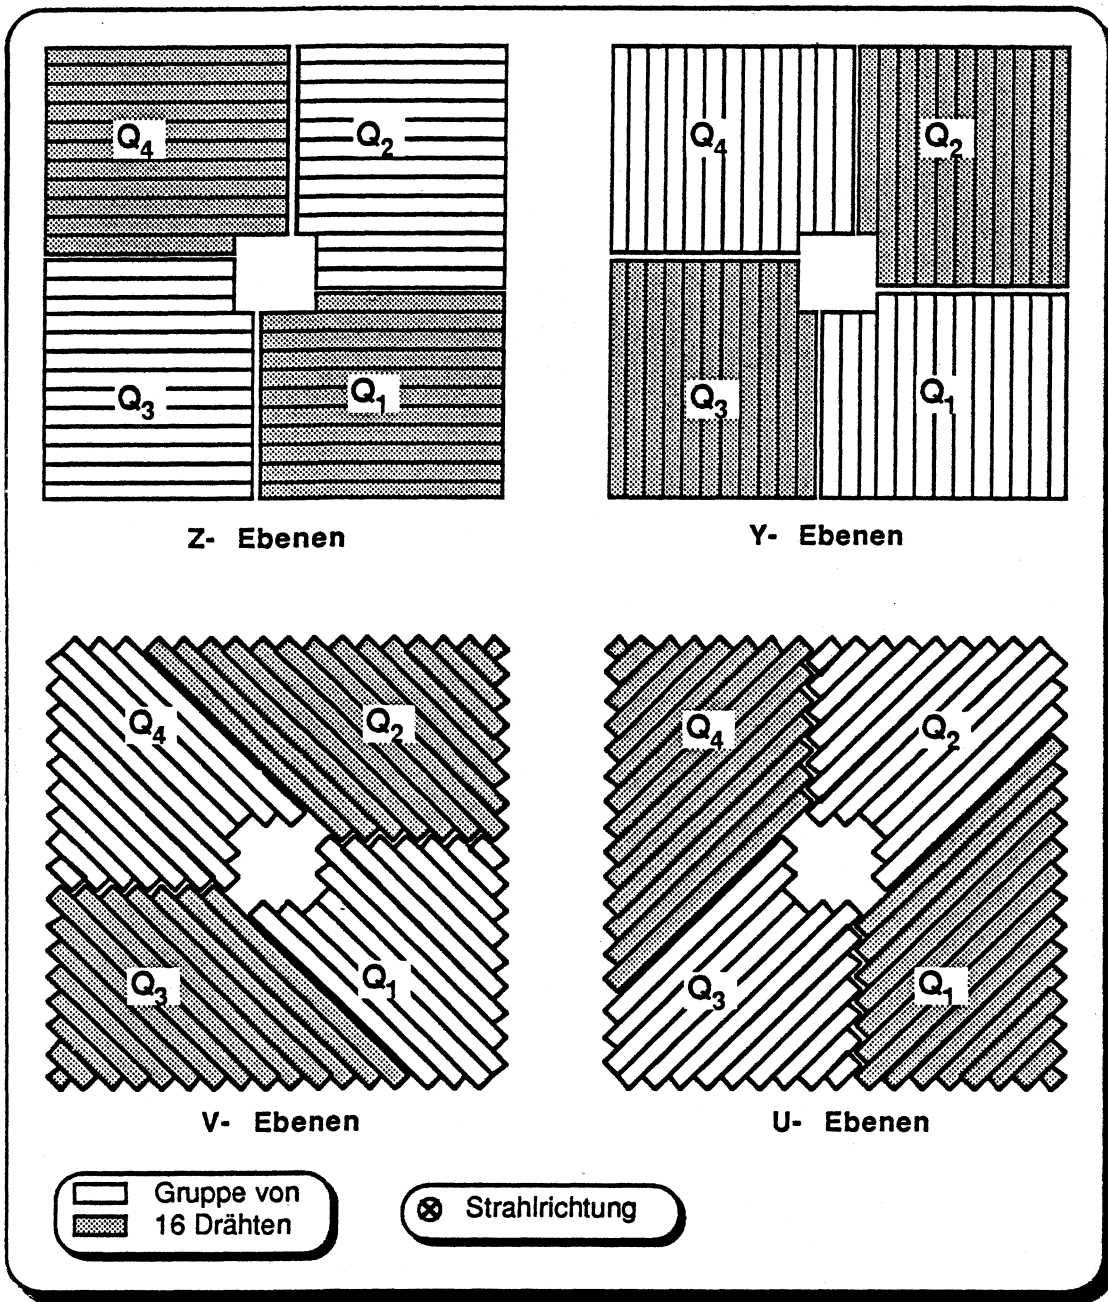 Q4
Q2
Q3
Q1
Z- Ebenen
Q4
Q2
Q3
Q1
Y- Ebenen
Q4
Q2
Q3
Q1
V- Ebenen
Q4
Q2
Q3
Q1
U- Ebenen
Gruppe von
16 Drähten
Strahlrichtung